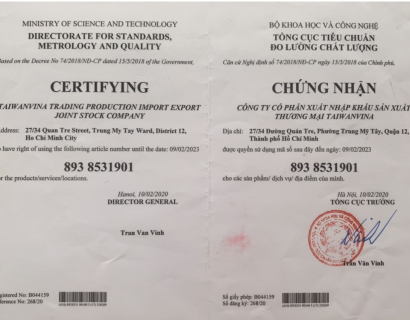 MINISTRY OF SCIENCE AND TECHNOLOGY
DIRECTORATE FOR STANDARDS,
METROLOGY AND QUALITY
Based on the Decree No 74/2018/NĐ-CP dated 15/5/2018 of the Government.
CERTIFYING
TAIWANVINA TRADING PRODUCTION IMPORT EXPORT
JOINT STOCK COMPANY
Address: 27/34 Quan Tre Street, Trung My Tay Ward, District 12,
Ho Chi Minh City
To have right of using the following article number until the date: 09/02/2023
893 8531901
for the products/services/locations.
Hanoi, 10/02/2020
DIRECTOR GENERAL
Tran Van Vinh
Registered No: B044159
Reference No: 268/20
BỘ KHOA HỌC VÀ CÔNG NGHỆ
TỔNG CỤC TIÊU CHUẨN
ĐO LƯỜNG CHẤT LƯỢNG
Căn cứ Nghị định số 74/2018/NĐ-CP ngày 15/5/2018 của Chính phủ,
CHỨNG NHẬN
CÔNG TY CỔ PHẦN XUẤT NHẬP KHẨU SẢN XUẤT
THƯƠNG MẠI TAIWANVINA
Địa chỉ: 27/34 Đường Quán Tre, Phường Trung Mỹ Tây, Quận 12,
Thành phố Hồ Chí Minh
được quyền sử dụng mã số sau đây đến ngày: 09/02/2023
893 8531901
cho các sản phẩm/ dịch vụ/ địa điểm của mình.
Hà Nội, 10/02/2020
TỔNG CỤC TRƯỞNG
Trần Văn Vinh
Số giấy phép: B044159
Số hồ sơ: 268/20